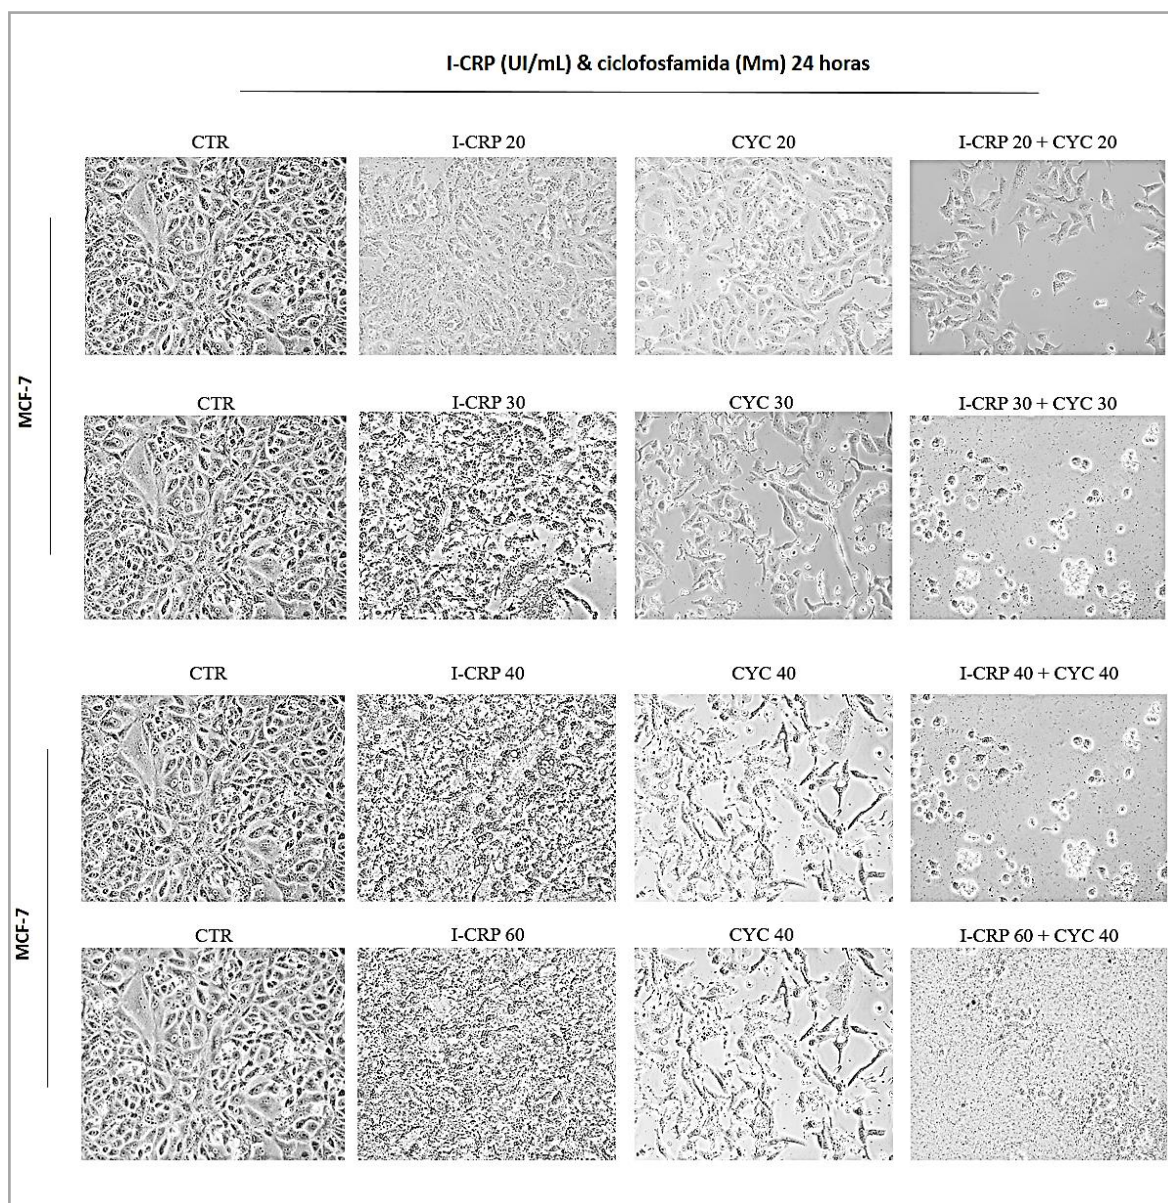 I-CRP (UI/mL) & ciclofosfamida (Mm) 24 horas
CTR I-CRP 20 CYC 20 I-CRP 20 + CYC 20
MCF-7
CTR I-CRP 30 CYC 30 I-CRP 30 + CYC 30
CTR I-CRP 40 CYC 40 I-CRP 40 + CYC 40
MCF-7
CTR I-CRP 60 CYC 40 I-CRP 60 + CYC 40